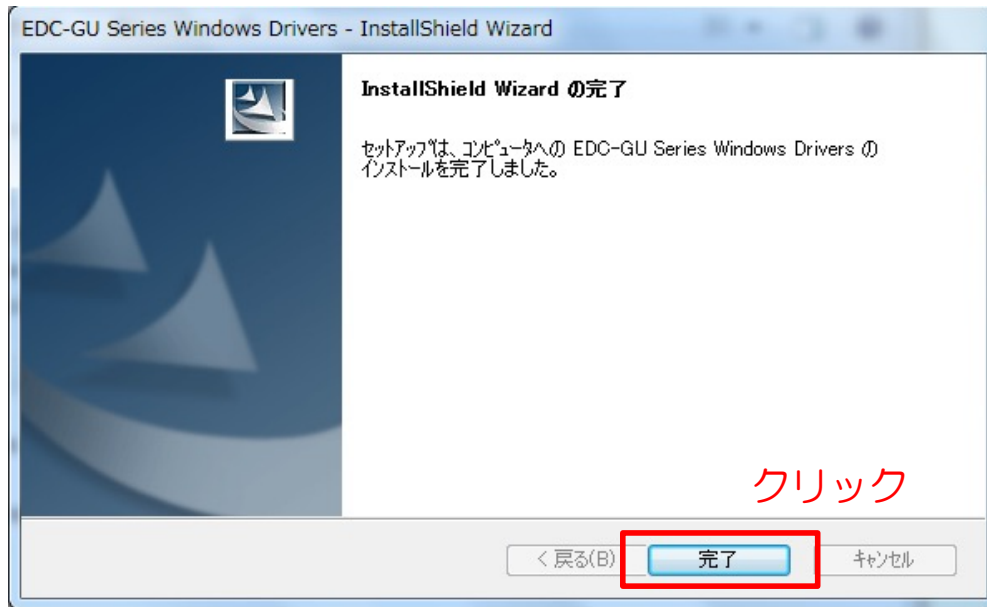 EDC-GU Series Windows Drivers - InstallShield Wizard
InstallShield Wizard の完了
セットアップは、コンピュータへの EDC-GU Series Windows Drivers の
インストールを完了しました。
クリック
< 戻る(B)
完了
キャンセル